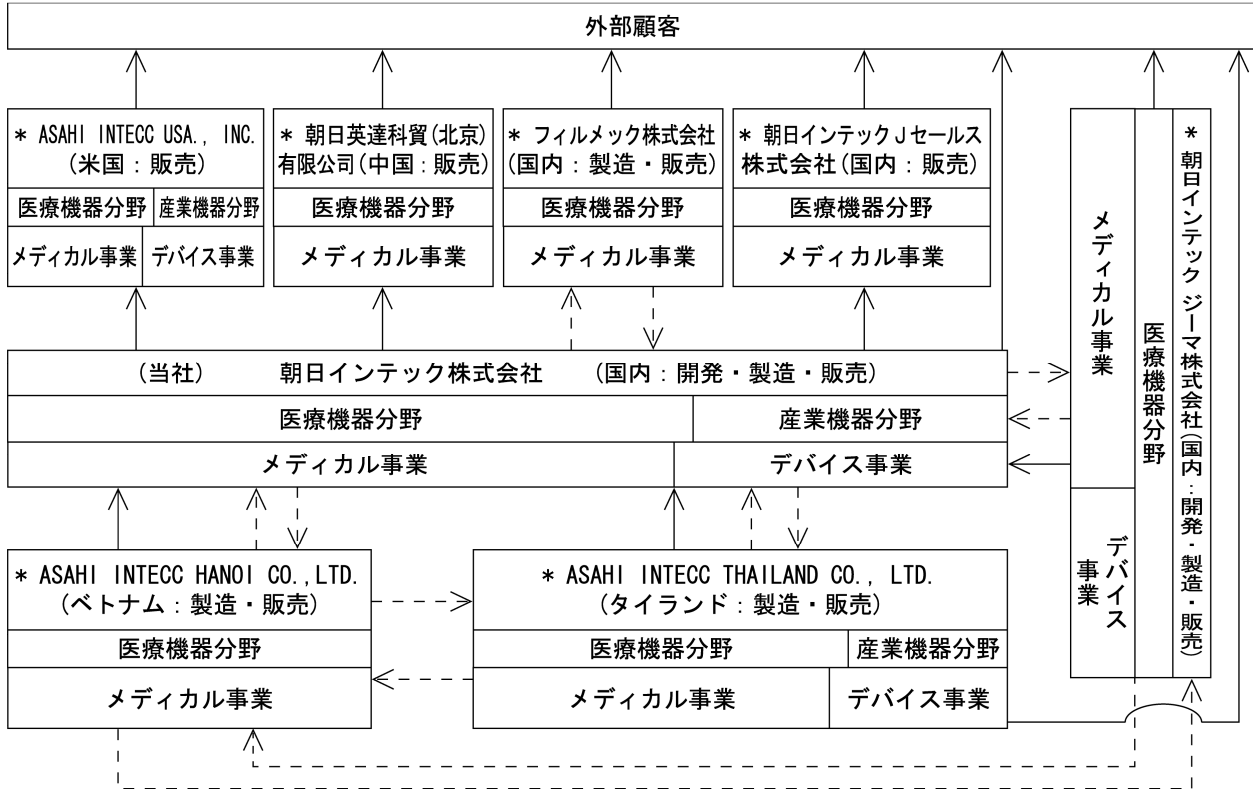 外部顧客
* ASAHI INTECC USA., INC.
(米国：販売)
医療機器分野
産業機器分野
メディカル事業
デバイス事業
* 朝日英達科貿(北京)
有限公司(中国：販売)
医療機器分野
メディカル事業
* フィルメック株式会社
(国内：製造・販売)
医療機器分野
メディカル事業
* 朝日インテックJセールス
株式会社(国内：販売)
医療機器分野
メディカル事業
* 朝日インテック ジーマ株式会社(国内：開発・製造・販売)
医療機器分野
メディカル事業
デバイス
事業
(当社) 朝日インテック株式会社 (国内：開発・製造・販売)
医療機器分野
産業機器分野
メディカル事業
デバイス事業
* ASAHI INTECC HANOI CO.,LTD.
(ベトナム：製造・販売)
医療機器分野
メディカル事業
* ASAHI INTECC THAILAND CO., LTD.
(タイランド：製造・販売)
医療機器分野
産業機器分野
メディカル事業
デバイス事業